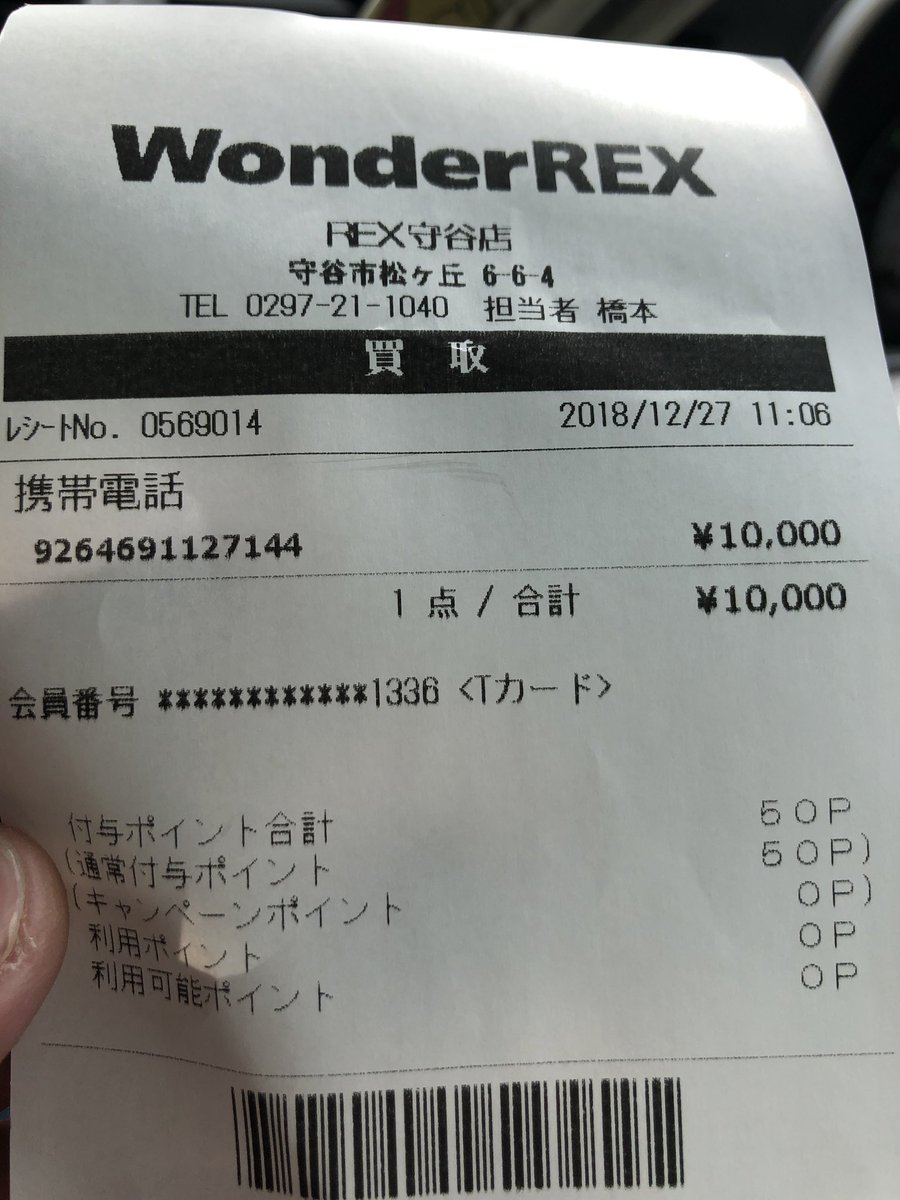 WonderREX
REX守谷店
守谷市松ヶ丘 6-6-4
TEL 0297-21-1040 担当者 橋本
買 取
レシートNo. 0569014 2018/12/27 11:06
携帯電話
9264691127144 ¥10,000
1 点 / 合計 ¥10,000
会員番号 ************1336 <Tカード>
付与ポイント合計 50P
(通常付与ポイント 50P)
(キャンペーンポイント 0P)
利用ポイント 0P
利用可能ポイント 0P